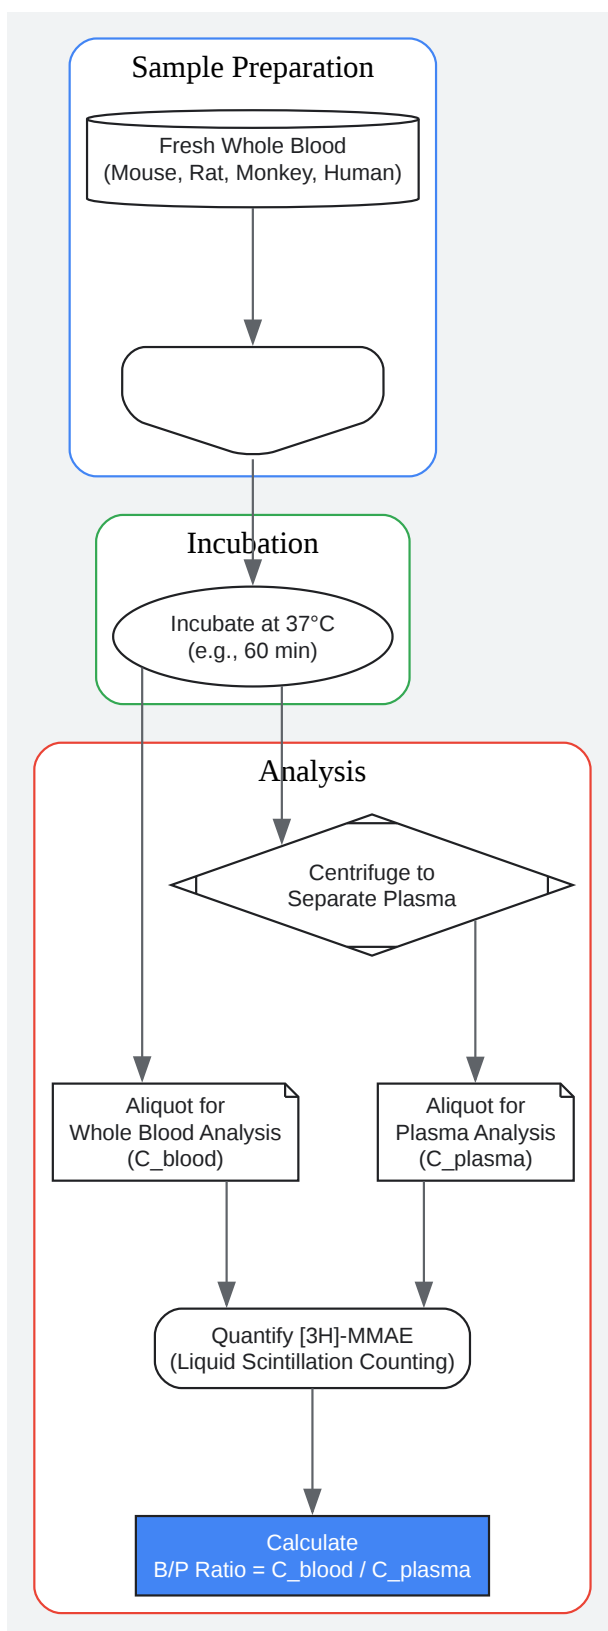 Sample Preparation
Fresh Whole Blood
(Mouse, Rat, Monkey, Human)
Incubation
Incubate at 37°C
(e.g., 60 min)
Analysis
Centrifuge to
Separate Plasma
Aliquot for
Whole Blood Analysis
(C_blood)
Aliquot for
Plasma Analysis
(C_plasma)
Quantify [3H]-MMAE
(Liquid Scintillation Counting)
Calculate
B/P Ratio = C_blood / C_plasma